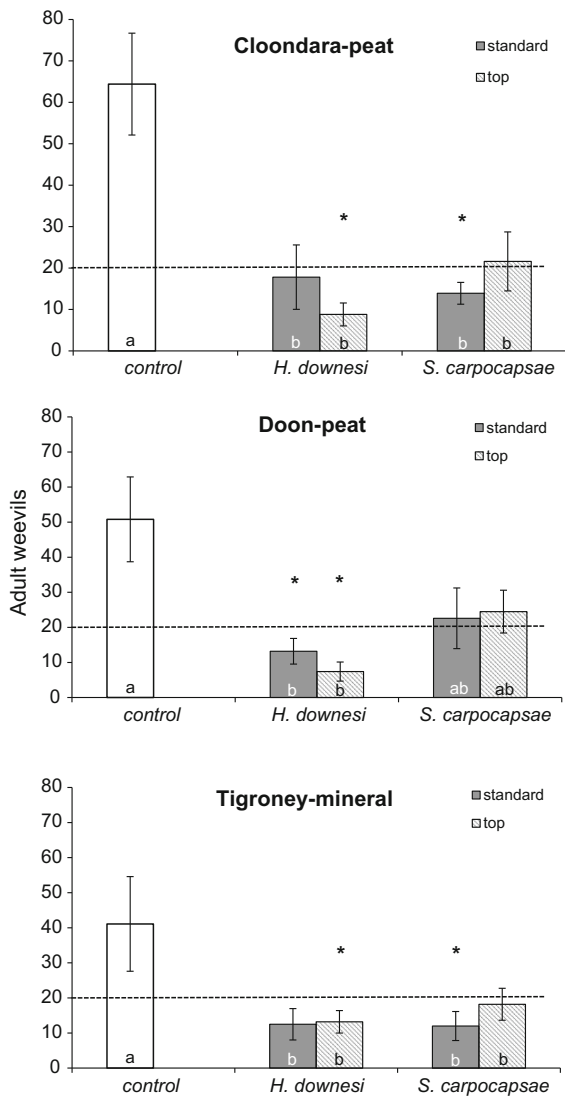 Cloondara-peat
standard
top
80
70
60
50
40
30
20
10
0
* *
a b b b b
control H. downesi S. carpocapsae
Doon-peat
standard
top
Adult weevils
80
70
60
50
40
30
20
10
0
* *
a b b ab ab
control H. downesi S. carpocapsae
Tigroney-mineral
standard
top
80
70
60
50
40
30
20
10
0
* *
a b b b b
control H. downesi S. carpocapsae